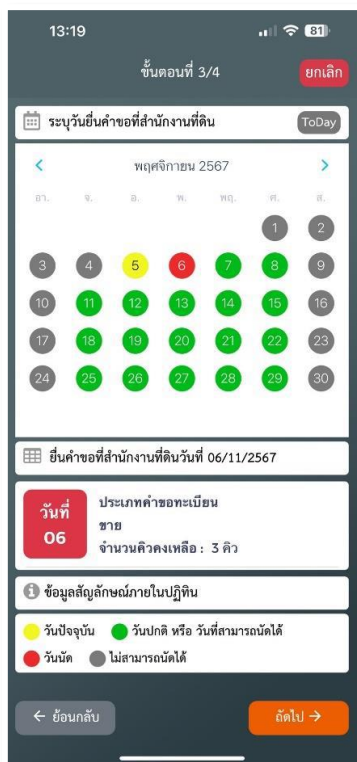 13:19
81
ขั้นตอนที่ 3/4
ยกเลิก
ระบุวันยื่นคำขอที่สำนักงานที่ดิน
ToDay
พฤศจิกายน 2567
อา. จ. อ. พ. พฤ. ศ. ส.
1 2
3 4 5 6 7 8 9
10 11 12 13 14 15 16
17 18 19 20 21 22 23
24 25 26 27 28 29 30
ยื่นคำขอที่สำนักงานที่ดินวันที่ 06/11/2567
วันที่
06
ประเภทคำขอทะเบียน
ขาย
จำนวนคิวคงเหลือ : 3 คิว
ข้อมูลสัญลักษณ์ภายในปฏิทิน
วันปัจจุบัน วันปกติ หรือ วันที่สามารถนัดได้
วันนัด ไม่สามารถนัดได้
← ย้อนกลับ
ถัดไป →